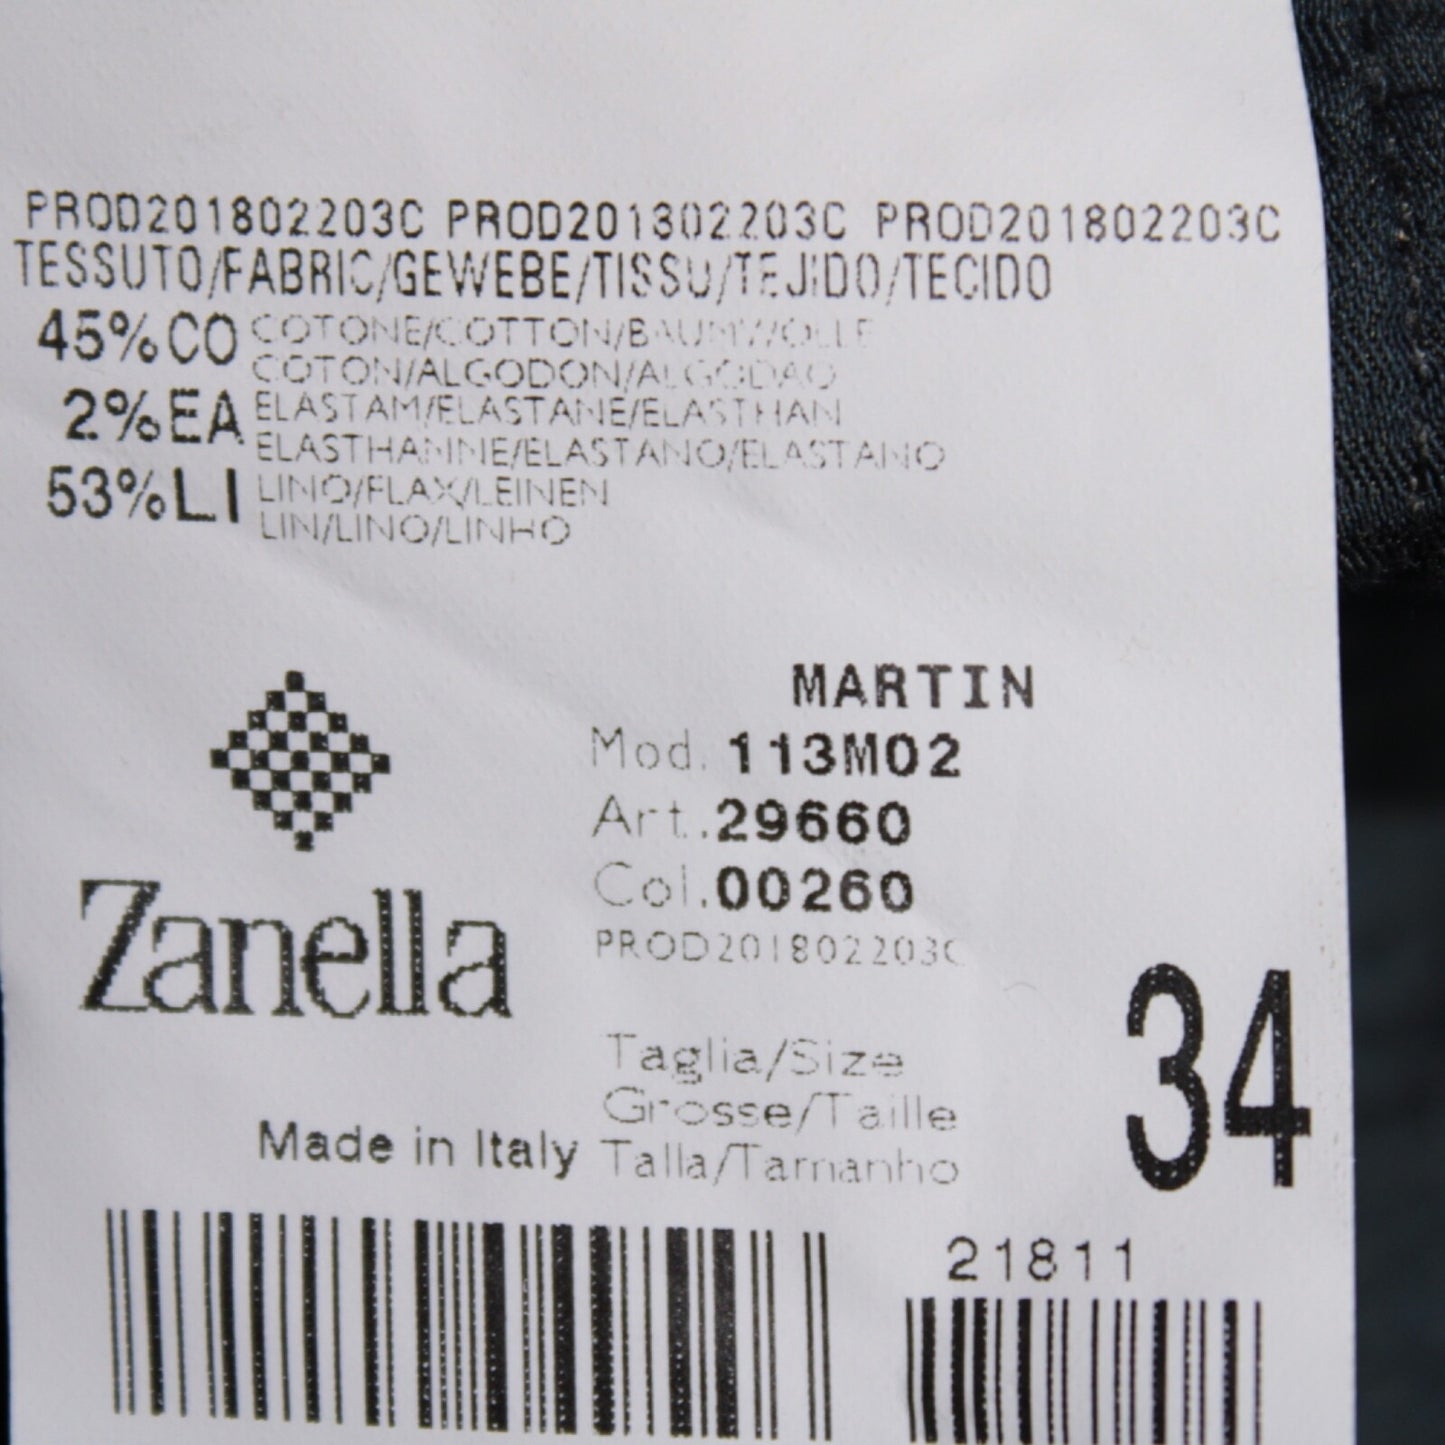 PROD201802203C PROD201802203C PROD201802203C
TESSUTO/FABRIC/GEWEBE/TISSU/TEJIDO/TECIDO
45%CO COTONE/COTTON/BAUMWOLLE
COTON/ALGODON/ALGODAO
2%EA ELASTAM/ELASTANE/ELASTHAN
ELASTHANNE/ELASTANO/ELASTANO
53%LI LINO/FLAX/LEINEN
LIN/LINO/LINHO
MARTIN
Mod. 113M02
Art. 29660
Col. 00260
PROD201802203C
Zanella
Made in Italy
Taglia/Size
Grosse/Taille
Talla/Tamanho
34
21811